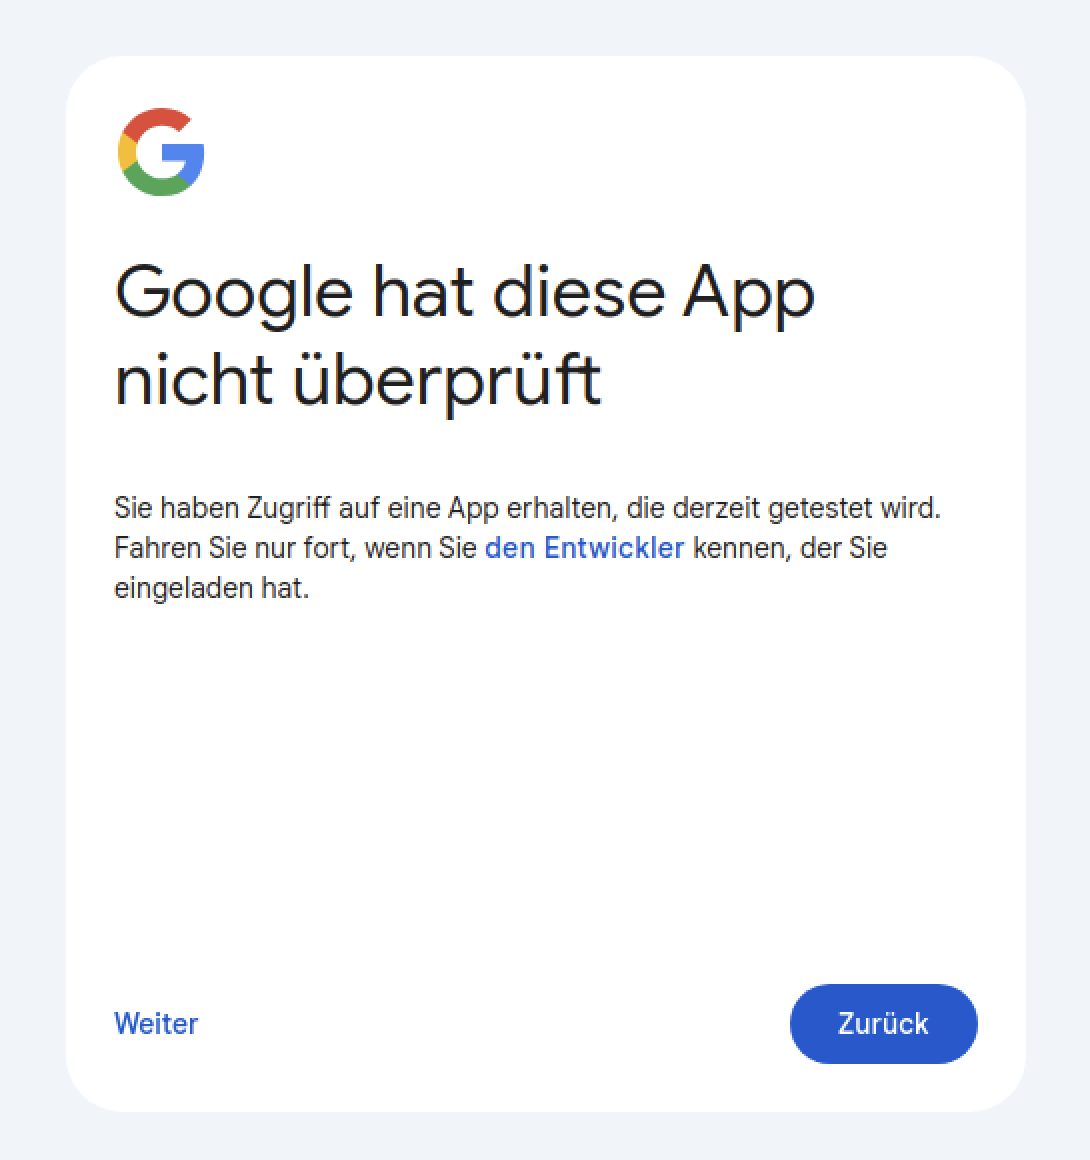 Google hat diese App
nicht überprüft
Sie haben Zugriff auf eine App erhalten, die derzeit getestet wird.
Fahren Sie nur fort, wenn Sie den Entwickler kennen, der Sie
eingeladen hat.
Weiter
Zurück